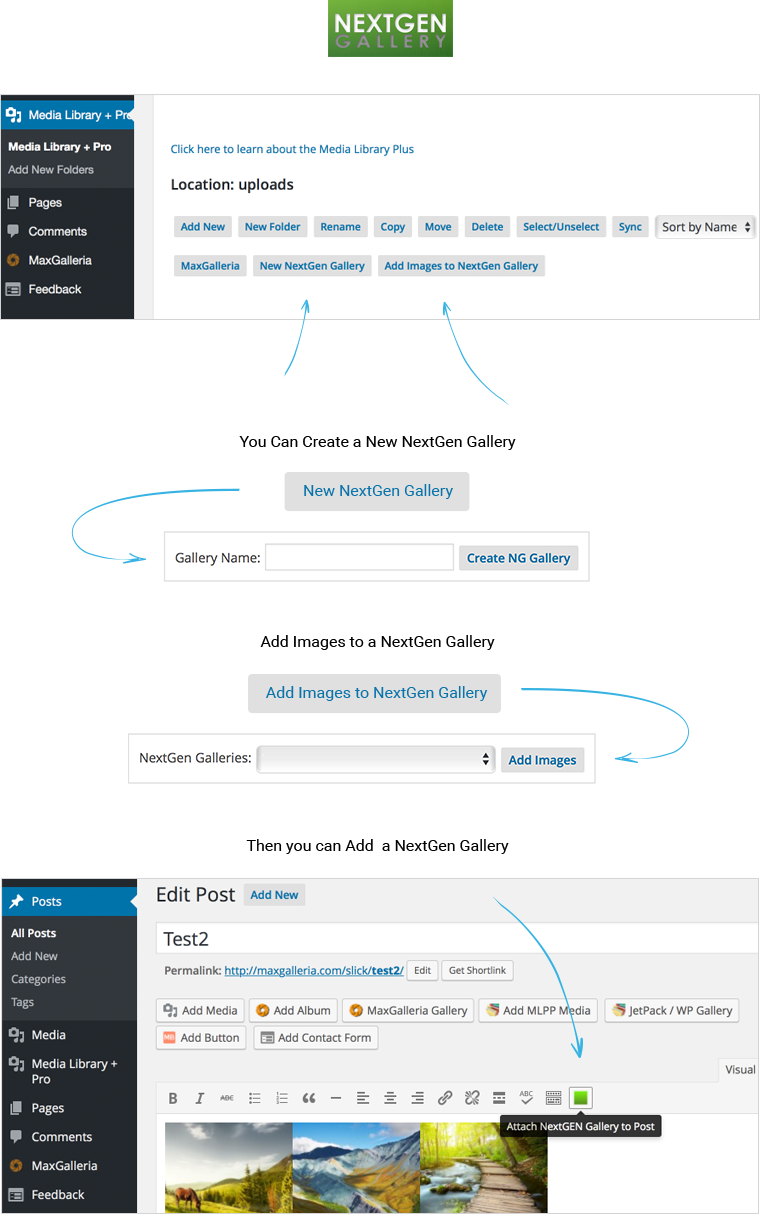 NEXTGEN
GALLERY
Media Library + Pro
Media Library + Pro
Add New Folders
Pages
Comments
MaxGalleria
Feedback
Click here to learn about the Media Library Plus
Location: uploads
Add New New Folder Rename Copy Move Delete Select/Unselect Sync Sort by Name
MaxGalleria New NextGen Gallery Add Images to NextGen Gallery
You Can Create a New NextGen Gallery
New NextGen Gallery
Gallery Name: Create NG Gallery
Add Images to a NextGen Gallery
Add Images to NextGen Gallery
NextGen Galleries: Add Images
Then you can Add a NextGen Gallery
Posts
All Posts
Add New
Categories
Tags
Media
Media Library +
Pro
Pages
Comments
MaxGalleria
Feedback
Edit Post Add New
Test2
Permalink: http://maxgalleria.com/slick/test2/ Edit Get Shortlink
Add Media Add Album MaxGalleria Gallery Add MLPP Media JetPack / WP Gallery
MB Add Button Add Contact Form
Visual
B I ABC ABC
Attach NextGEN Gallery to Post